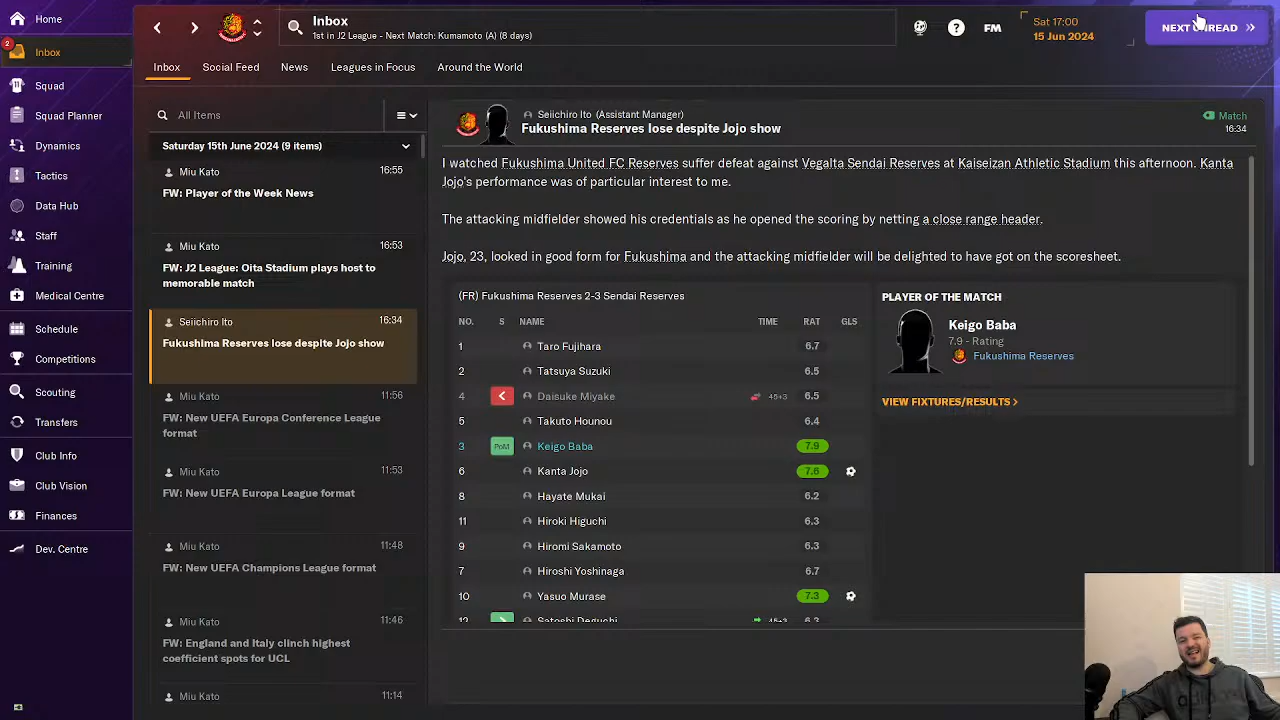 Home
2
Inbox
Squad
Squad Planner
Dynamics
Tactics
Data Hub
Staff
Training
Medical Centre
Schedule
Competitions
Scouting
Transfers
Club Info
Club Vision
Finances
Dev. Centre
Inbox
1st in J2 League - Next Match: Kumamoto (A) (8 days)
?
FM
Sat 17:00
15 Jun 2024
NEXT UNREAD
Inbox
Social Feed
News
Leagues in Focus
Around the World
All Items
Saturday 15th June 2024 (9 items)
Miu Kato
16:55
FW: Player of the Week News
Miu Kato
16:53
FW: J2 League: Oita Stadium plays host to
memorable match
Seiichiro Ito
16:34
Fukushima Reserves lose despite Jojo show
Miu Kato
11:56
FW: New UEFA Europa Conference League
format
Miu Kato
11:53
FW: New UEFA Europa League format
Miu Kato
11:48
FW: New UEFA Champions League format
Miu Kato
11:46
FW: England and Italy clinch highest
coefficient spots for UCL
Miu Kato
11:14
Seiichiro Ito (Assistant Manager)
Fukushima Reserves lose despite Jojo show
Match
16:34
I watched Fukushima United FC Reserves suffer defeat against Vegalta Sendai Reserves at Kaiseizan Athletic Stadium this afternoon. Kanta
Jojo's performance was of particular interest to me.
The attacking midfielder showed his credentials as he opened the scoring by netting a close range header.
Jojo, 23, looked in good form for Fukushima and the attacking midfielder will be delighted to have got on the scoresheet.
(FR) Fukushima Reserves 2-3 Sendai Reserves
NO. S NAME TIME RAT GLS
1 Taro Fujihara 6.7
2 Tatsuya Suzuki 6.5
4 Daisuke Miyake 45+3 6.5
5 Takuto Hounou 6.4
3 PoM Keigo Baba 7.9
6 Kanta Jojo 7.6
8 Hayate Mukai 6.2
11 Hiroki Higuchi 6.3
9 Hiromi Sakamoto 6.3
7 Hiroshi Yoshinaga 6.7
10 Yasuo Murase 7.3
12 Satoshi Deguchi 45+3 6.3
PLAYER OF THE MATCH
Keigo Baba
7.9 - Rating
Fukushima Reserves
VIEW FIXTURES/RESULTS >